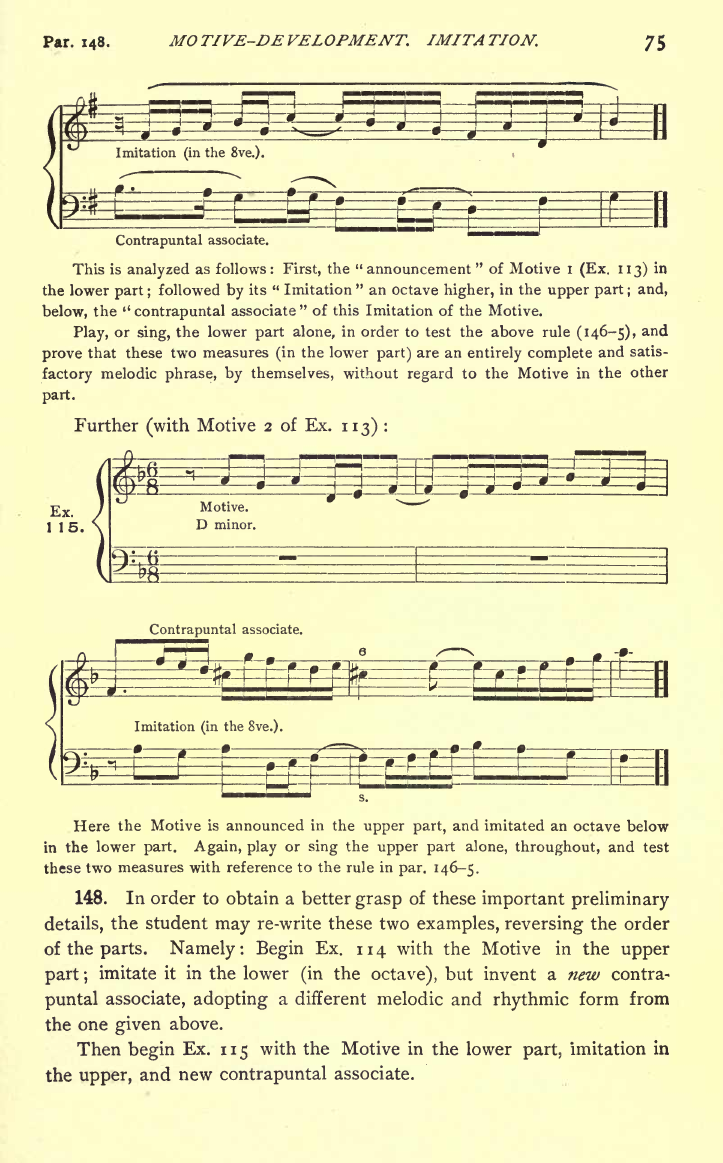 Par. 148. MOTIVE-DEVELOPMENT. IMITATION. 75
Imitation (in the 8ve.).
Contrapuntal associate.
This is analyzed as follows: First, the “announcement” of Motive 1 (Ex. 113) in
the lower part; followed by its “Imitation” an octave higher, in the upper part; and,
below, the “contrapuntal associate” of this Imitation of the Motive.
Play, or sing, the lower part alone, in order to test the above rule (146–5), and
prove that these two measures (in the lower part) are an entirely complete and satis-
factory melodic phrase, by themselves, without regard to the Motive in the other
part.
Further (with Motive 2 of Ex. 113):
Ex.
115.
6
8
Motive.
D minor.
6
8
Contrapuntal associate.
6
Imitation (in the 8ve.).
s.
Here the Motive is announced in the upper part, and imitated an octave below
in the lower part. Again, play or sing the upper part alone, throughout, and test
these two measures with reference to the rule in par. 146–5.
148. In order to obtain a better grasp of these important preliminary
details, the student may re-write these two examples, reversing the order
of the parts. Namely: Begin Ex. 114 with the Motive in the upper
part; imitate it in the lower (in the octave), but invent a new contra-
puntal associate, adopting a different melodic and rhythmic form from
the one given above.
Then begin Ex. 115 with the Motive in the lower part, imitation in
the upper, and new contrapuntal associate.